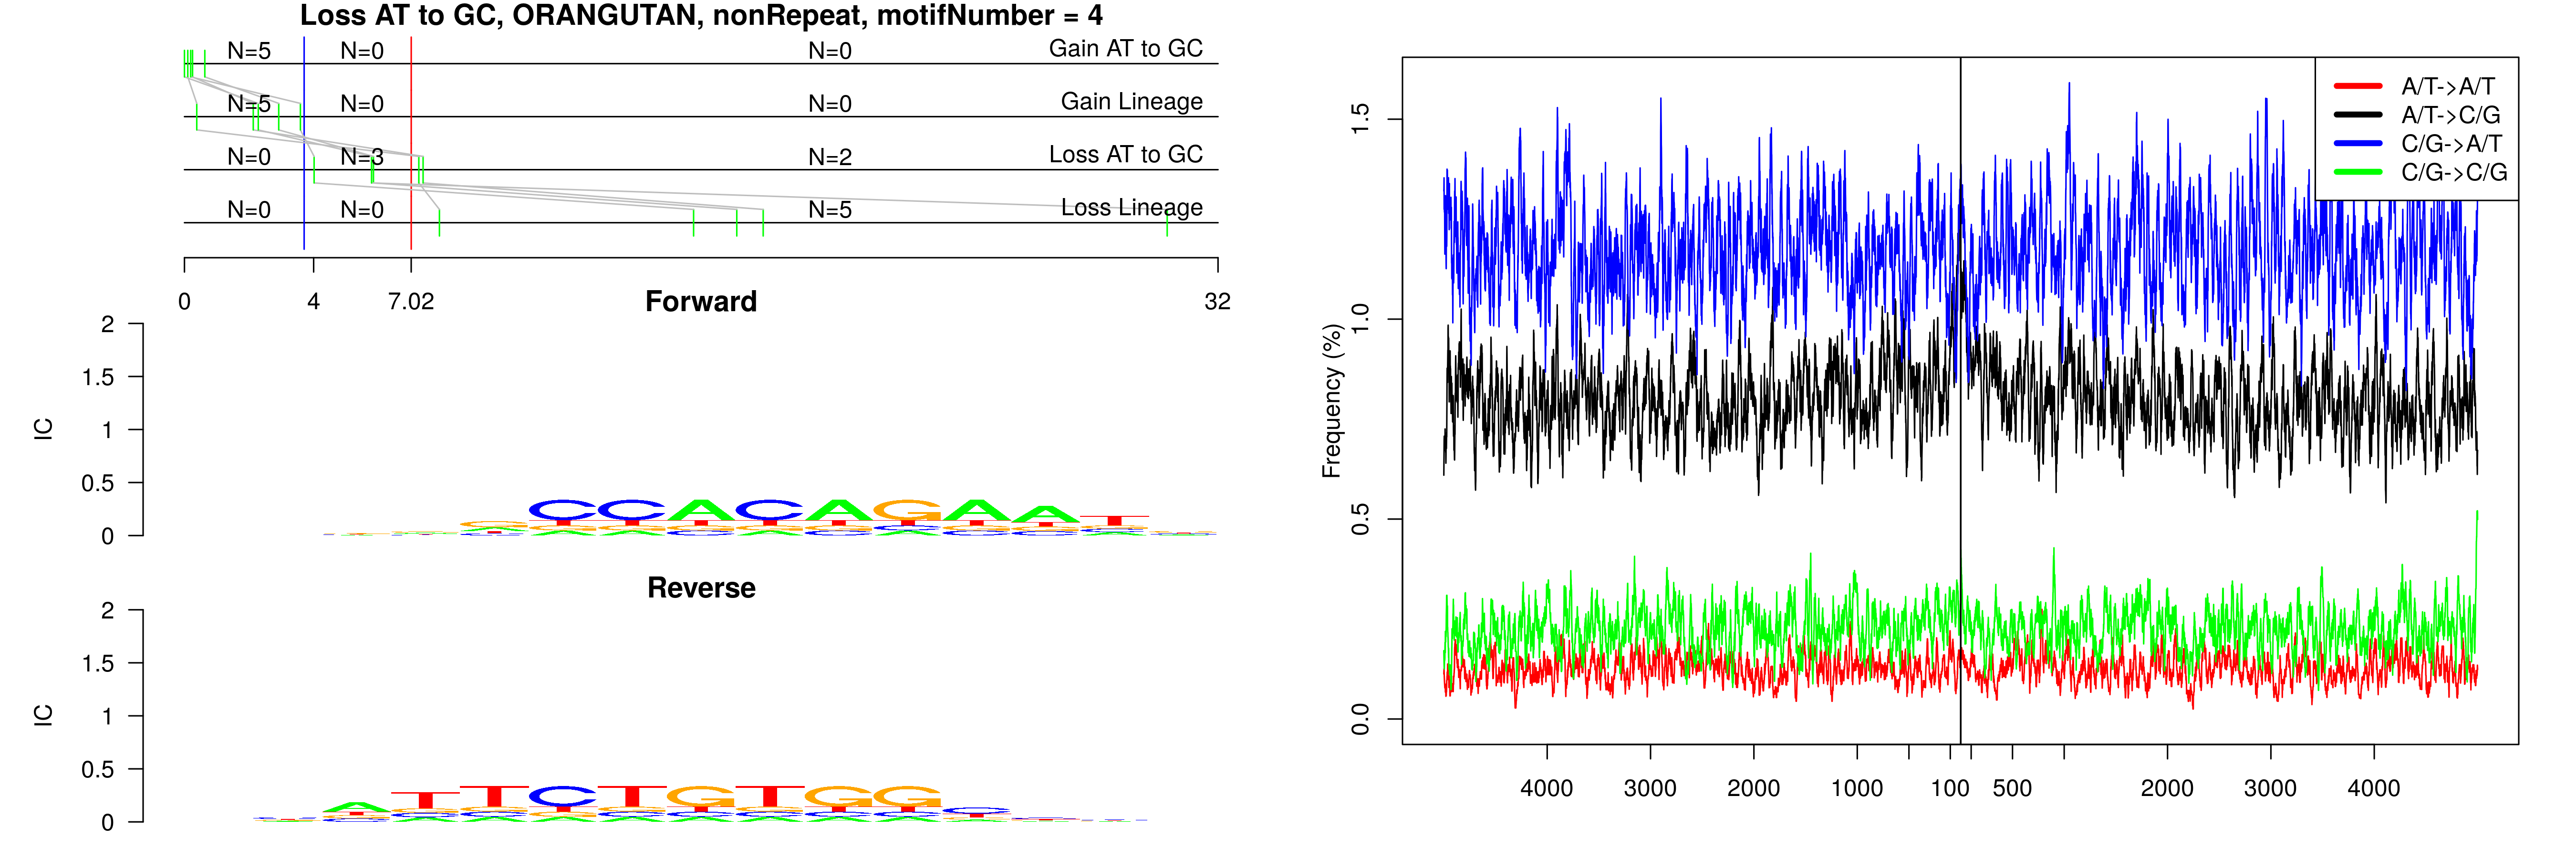 Loss AT to GC, ORANGUTAN, nonRepeat, motifNumber = 4
N=5 N=0 N=0 Gain AT to GC
N=5 N=0 N=0 Gain Lineage
N=0 N=3 N=2 Loss AT to GC
N=0 N=0 N=5 Loss Lineage
0 4 7.02 32
Forward
2
1.5
1
0.5
0
IC
CCACAGAAT
Reverse
2
1.5
1
0.5
0
IC
ATTCTGTGGC
A/T->A/T
A/T->C/G
C/G->A/T
C/G->C/G
1.5
1.0
0.5
0.0
Frequency (%)
4000 3000 2000 1000 100 500 2000 3000 4000